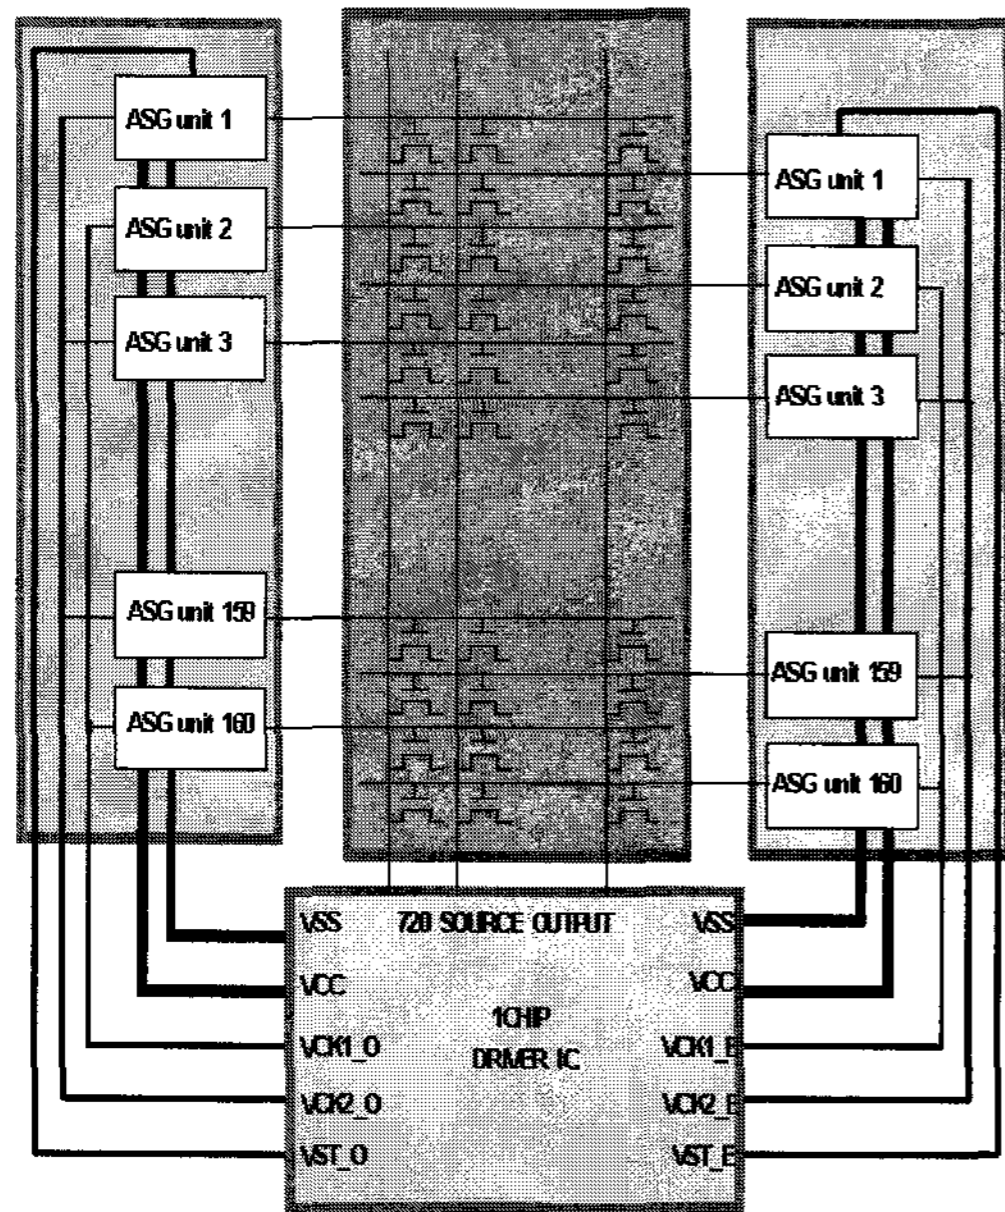 ASG unit 1
ASG unit 2
ASG unit 3
ASG unit 159
ASG unit 160
ASG unit 1
ASG unit 2
ASG unit 3
ASG unit 159
ASG unit 160
720 SOURCE OUTPUT
1CHIP
DRIVER IC
VSS
VCC
VCK1_O
VCK2_O
VST_O
VSS
VCC
VCK1_E
VCK2_E
VST_E